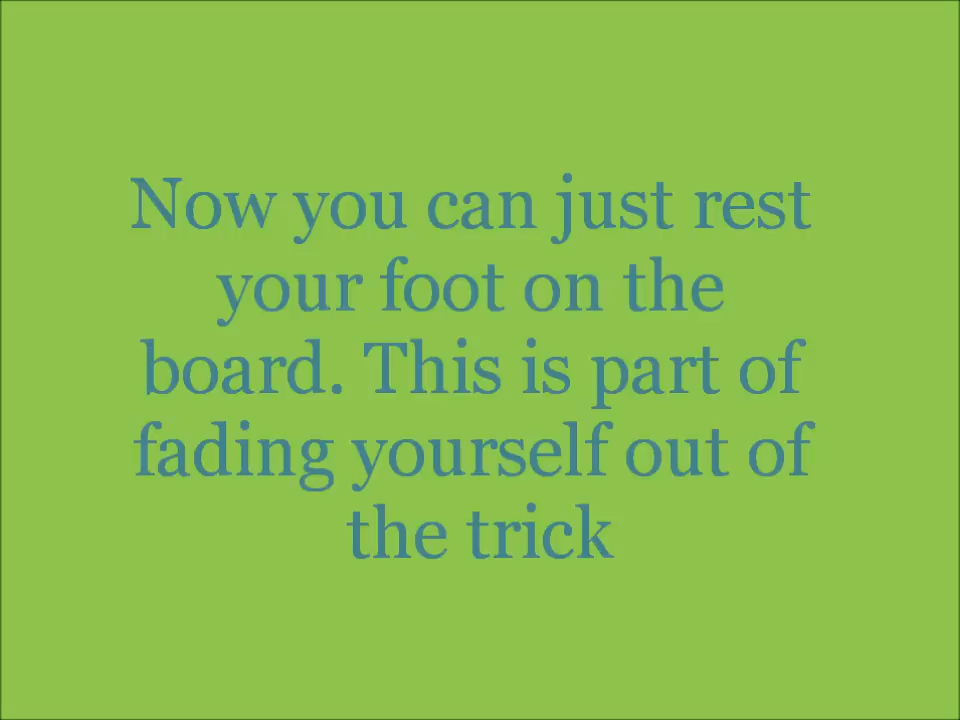 Now you can just rest
your foot on the
board. This is part of
fading yourself out of
the trick